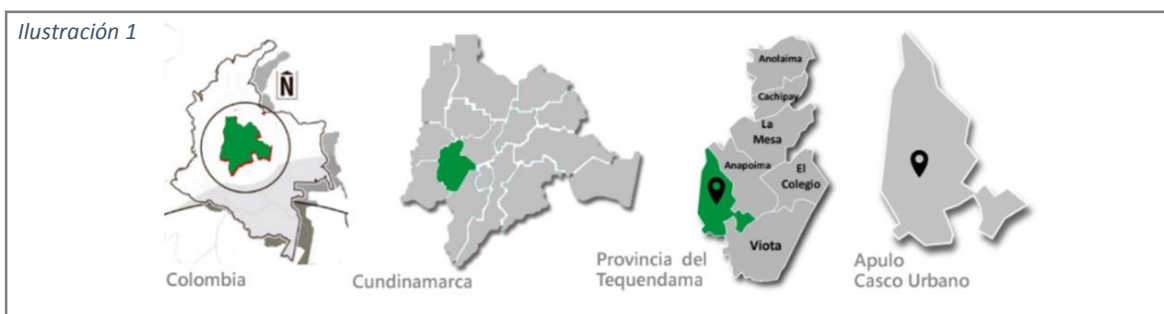 Ilustración 1
N
Colombia
Cundinamarca
Anolaima
Cachipay
La
Mesa
Anapoima
El
Colegio
Viota
Provincia del
Tequendama
Apulo
Casco Urbano